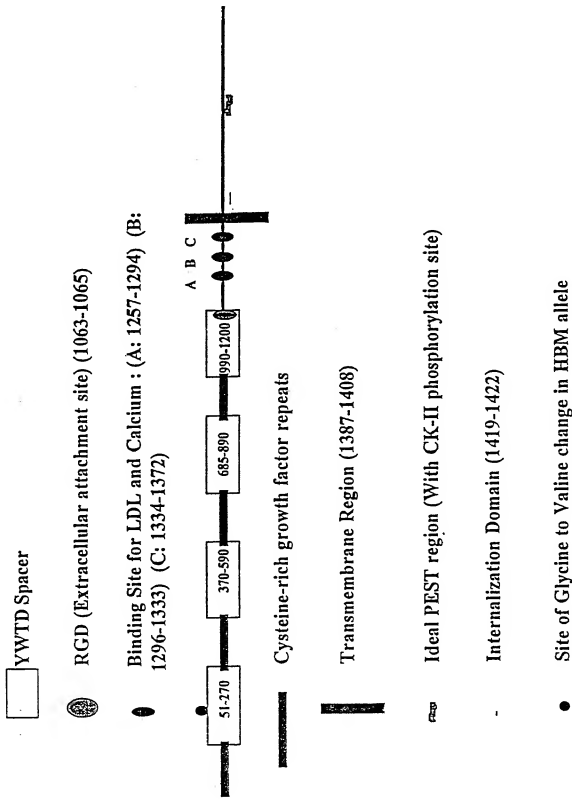 YWTD Spacer
RGD (Extracellular attachment site) (1063-1065)
Binding Site for LDL and Calcium : (A: 1257-1294) (B:
1296-1333) (C: 1334-1372)
A B C
51-270
370-590
685-890
990-1200
Cysteine-rich growth factor repeats
Transmembrane Region (1387-1408)
Ideal PEST region (With CK-II phosphorylation site)
Internalization Domain (1419-1422)
Site of Glycine to Valine change in HBM allele